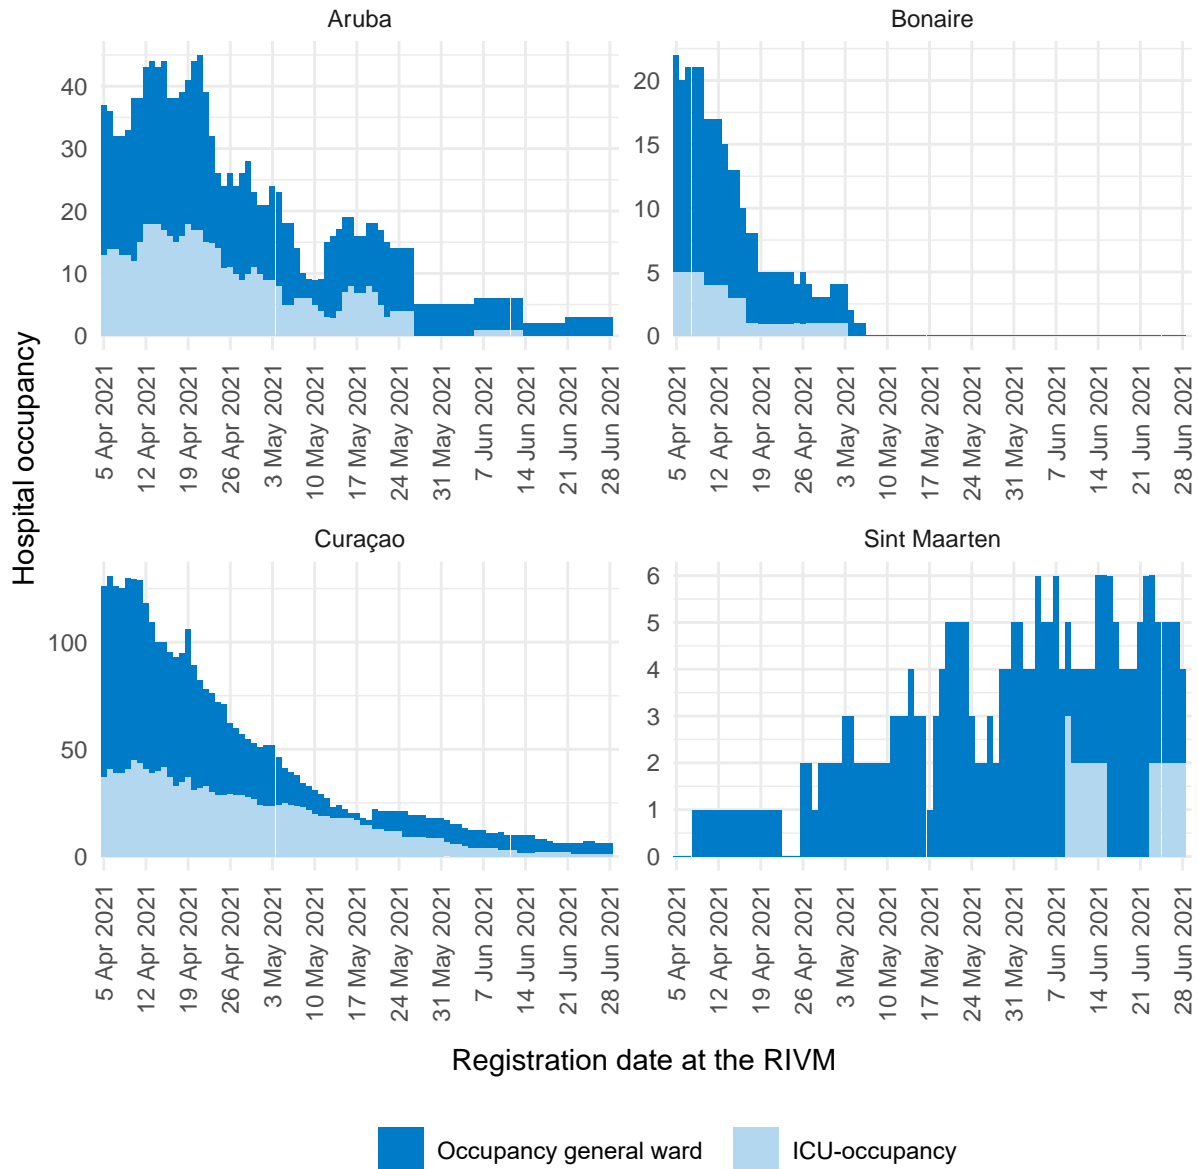 Aruba
Bonaire
40
30
20
10
0
20
15
10
5
0
5 Apr 2021
12 Apr 2021
19 Apr 2021
26 Apr 2021
3 May 2021
10 May 2021
17 May 2021
24 May 2021
31 May 2021
7 Jun 2021
14 Jun 2021
21 Jun 2021
28 Jun 2021
5 Apr 2021
12 Apr 2021
19 Apr 2021
26 Apr 2021
3 May 2021
10 May 2021
17 May 2021
24 May 2021
31 May 2021
7 Jun 2021
14 Jun 2021
21 Jun 2021
28 Jun 2021
Hospital occupancy
Curaçao
Sint Maarten
100
50
0
6
5
4
3
2
1
0
5 Apr 2021
12 Apr 2021
19 Apr 2021
26 Apr 2021
3 May 2021
10 May 2021
17 May 2021
24 May 2021
31 May 2021
7 Jun 2021
14 Jun 2021
21 Jun 2021
28 Jun 2021
5 Apr 2021
12 Apr 2021
19 Apr 2021
26 Apr 2021
3 May 2021
10 May 2021
17 May 2021
24 May 2021
31 May 2021
7 Jun 2021
14 Jun 2021
21 Jun 2021
28 Jun 2021
Registration date at the RIVM
Occupancy general ward
ICU-occupancy